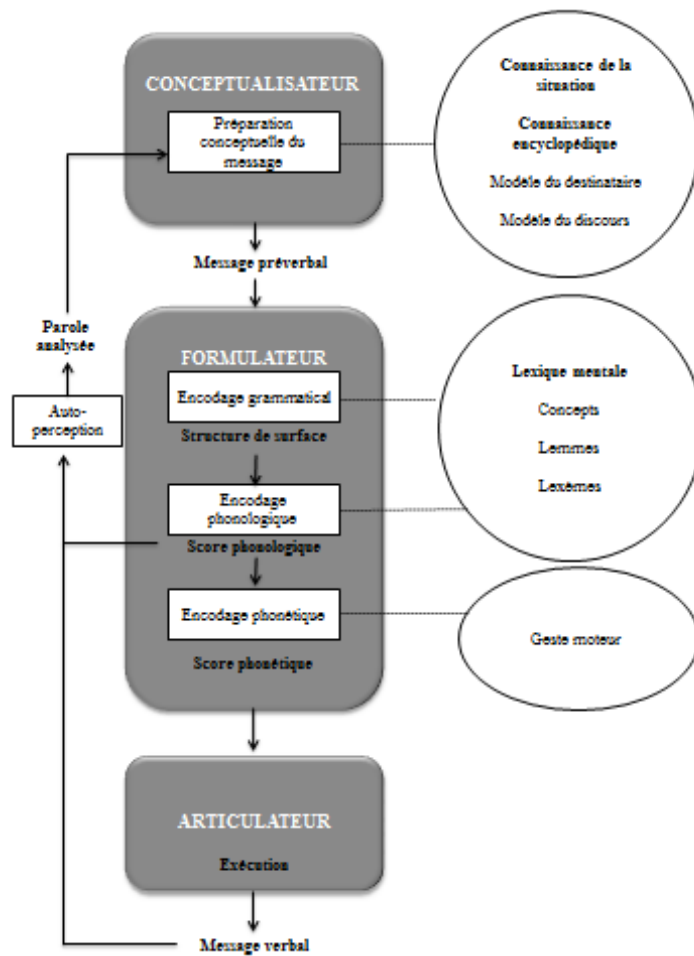 CONCEPTUALISATEUR
Préparation
conceptuelle du
message
Connaissance de la
situation
Connaissance
encyclopédique
Modèle du destinataire
Modèle du discours
Message préverbal
Parole
analysée
Auto-
perception
FORMULATEUR
Encodage grammatical
Structure de surface
Encodage
phonologique
Score phonologique
Encodage phonétique
Score phonétique
Lexique mentale
Concepts
Lemmes
Lexèmes
Geste moteur
ARTICULATEUR
Exécution
Message verbal